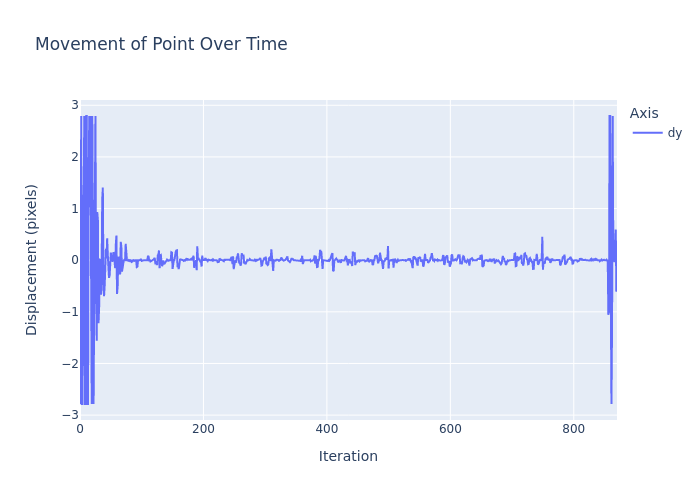 Movement of Point Over Time
Axis
dy
3
2
1
0
−1
−2
−3
Displacement (pixels)
0
200
400
600
800
Iteration